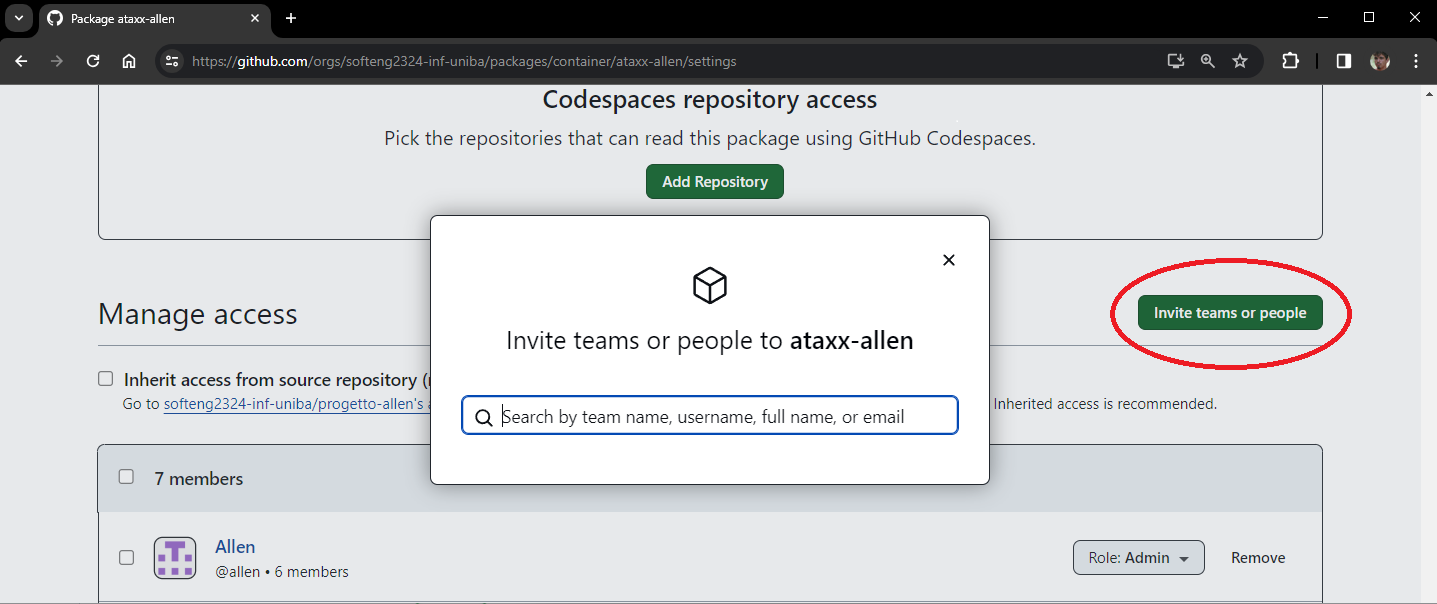 Package ataxx-allen
https://github.com/orgs/softeng2324-inf-uniba/packages/container/ataxx-allen/settings
Codespaces repository access
Pick the repositories that can read this package using GitHub Codespaces.
Add Repository
Invite teams or people to ataxx-allen
Search by team name, username, full name, or email
Manage access
Invite teams or people
Inherit access from source repository (
Go to softeng2324-inf-uniba/progetto-allen's a
Inherited access is recommended.
7 members
Allen
@allen • 6 members
Role: Admin
Remove